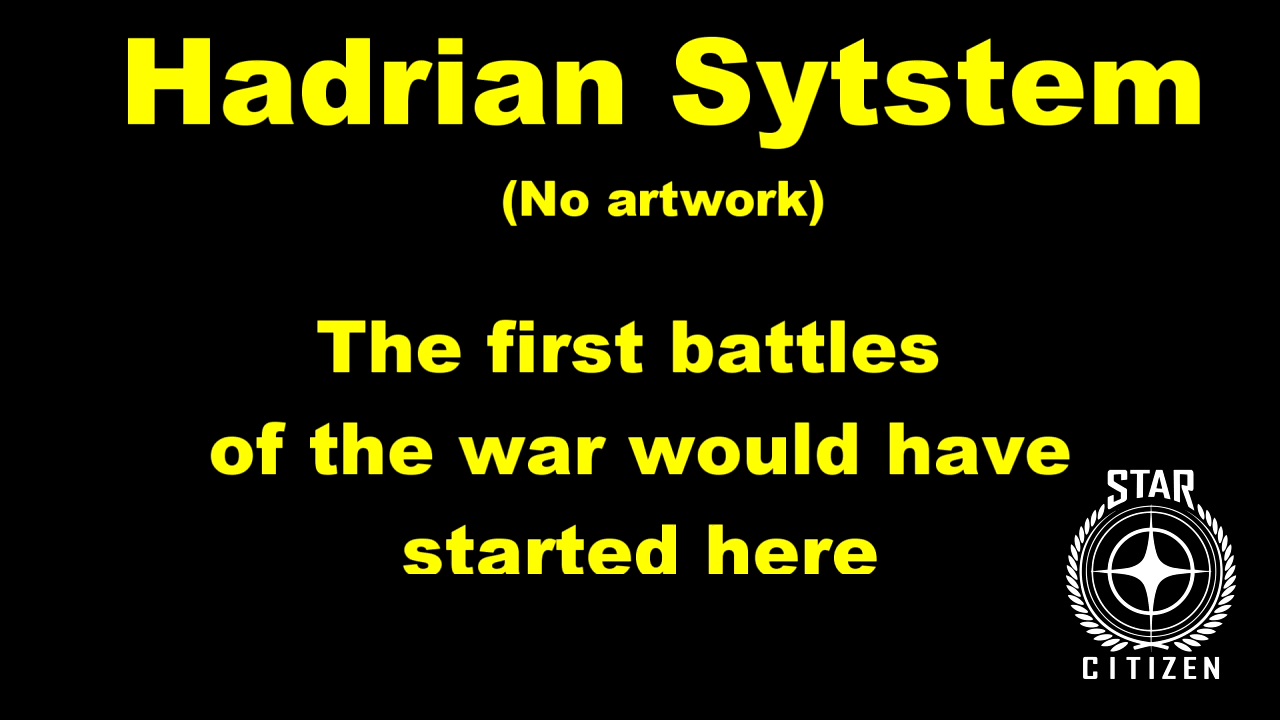 Hadrian Sytstem
(No artwork)
The first battles
of the war would have
started here
STAR
CITIZEN